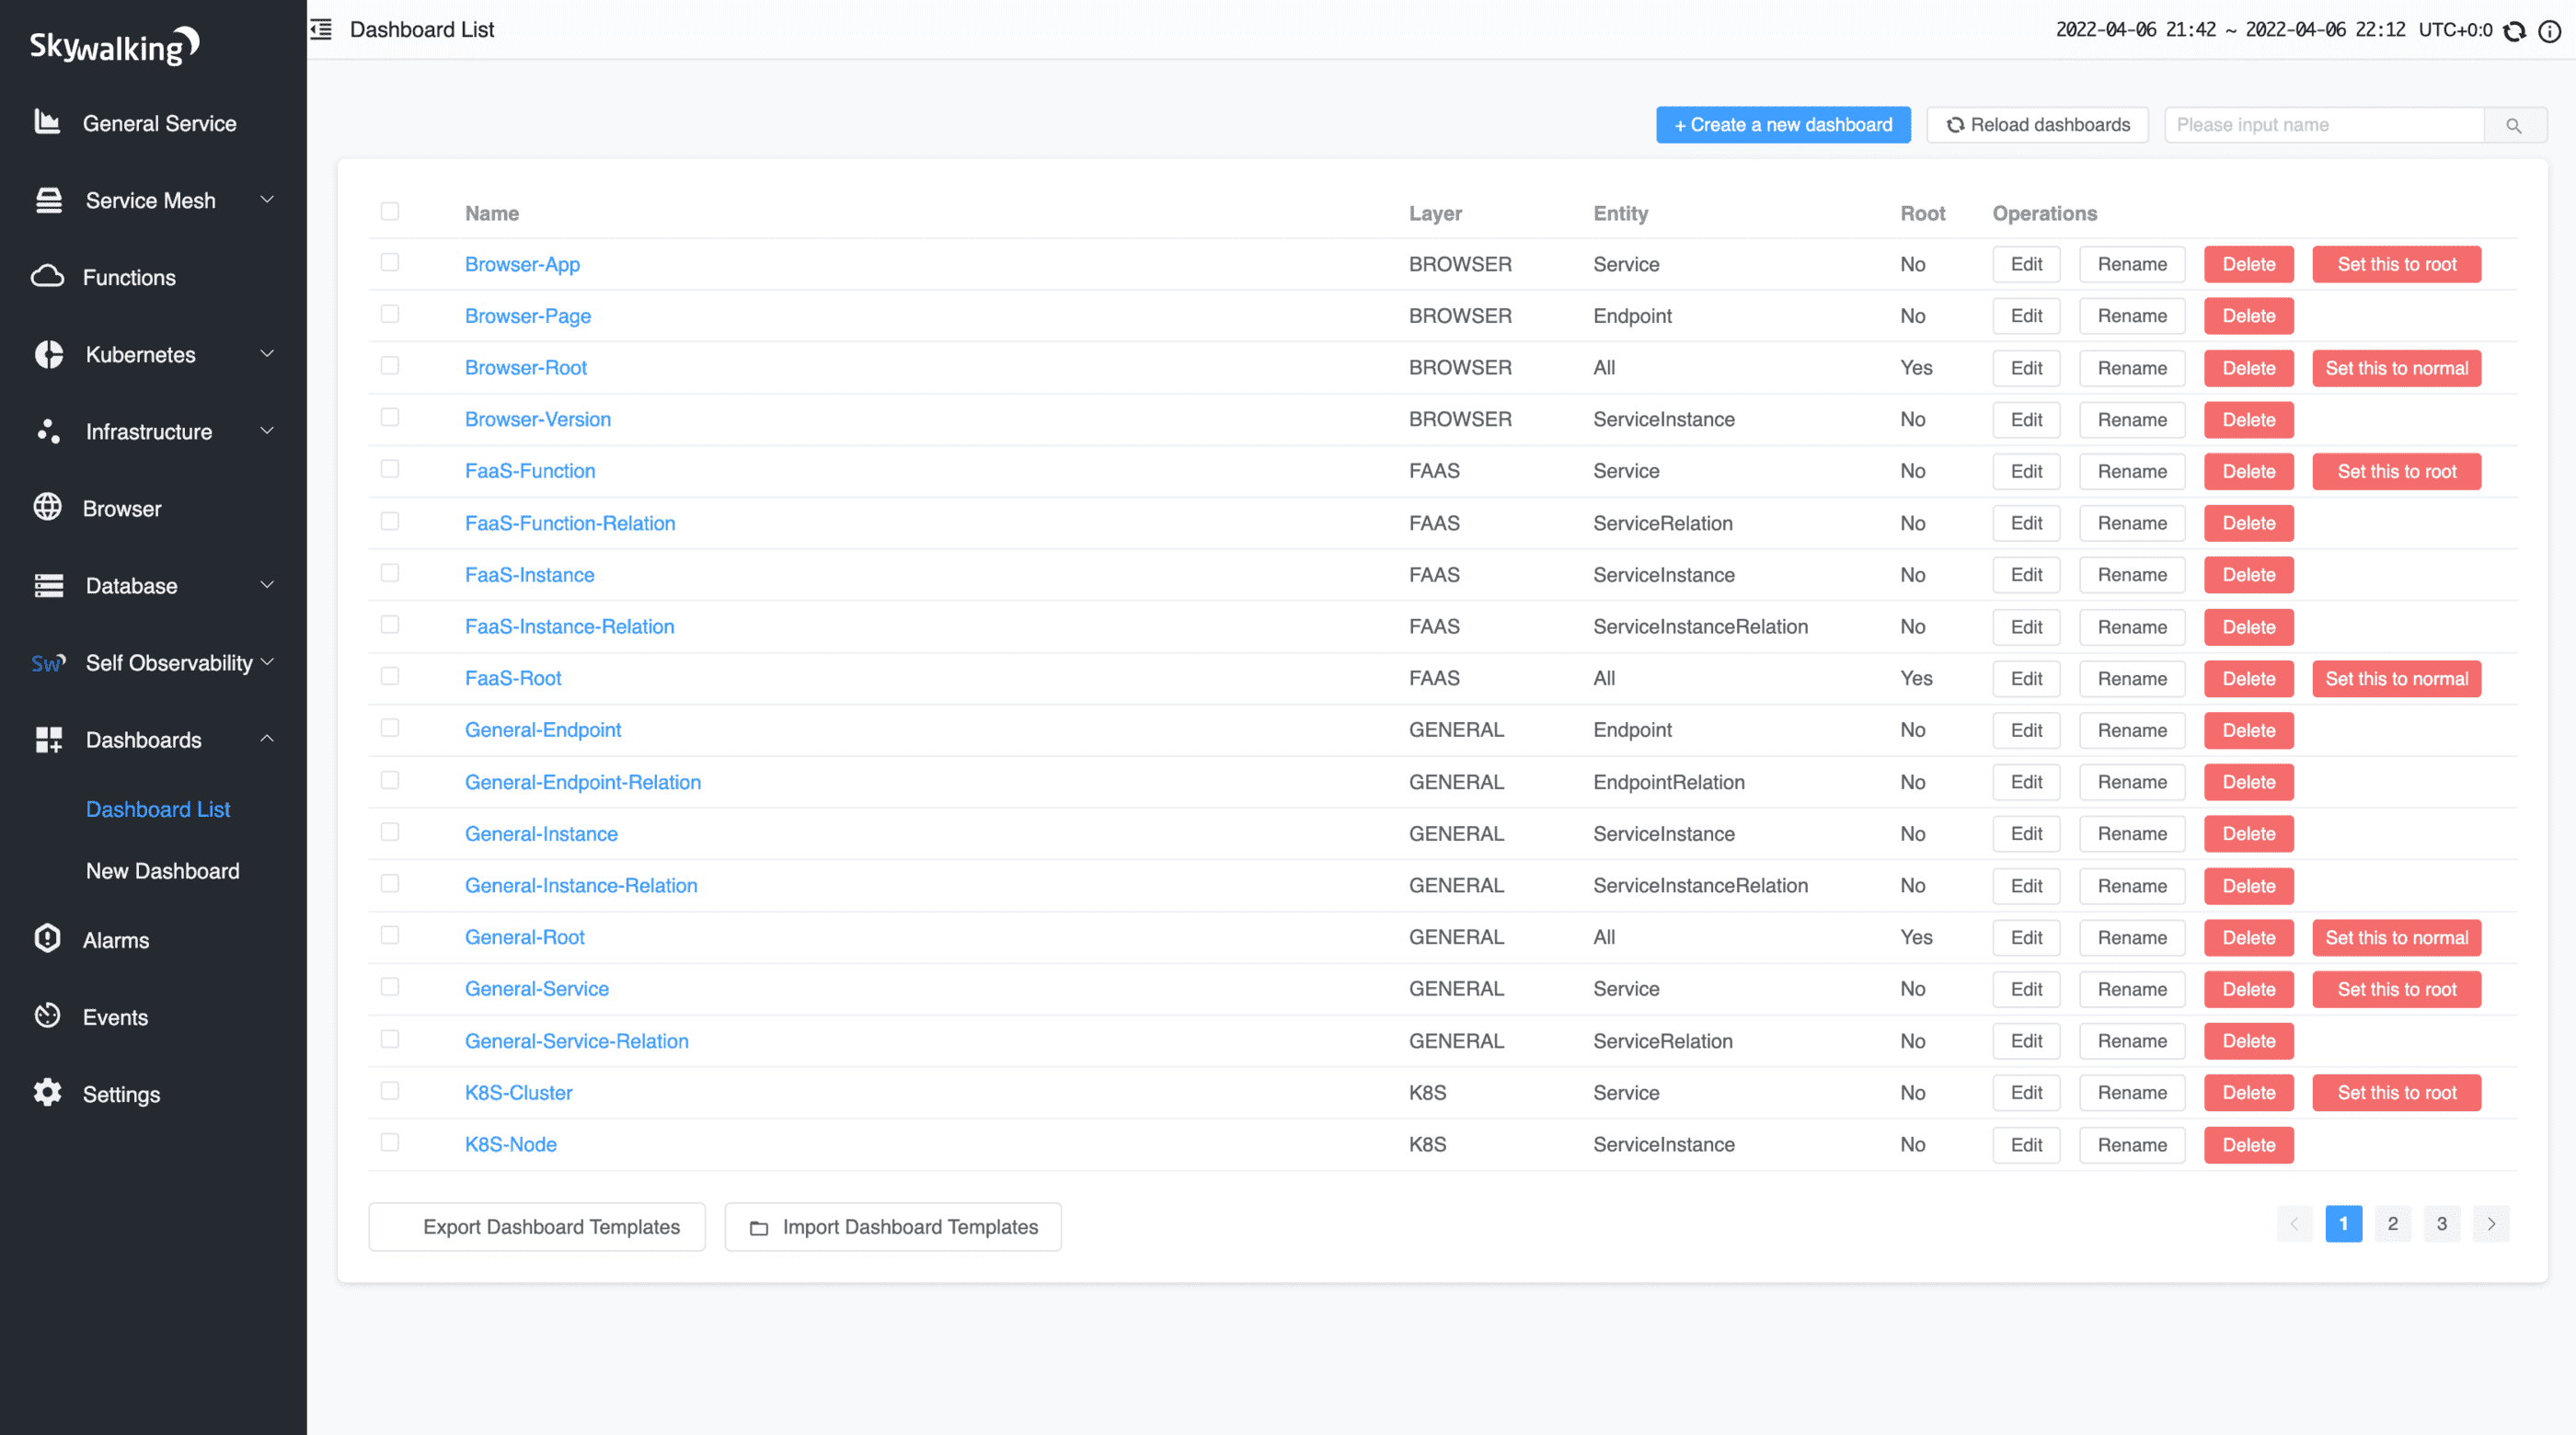 Skywalking
General Service
Service Mesh
Functions
Kubernetes
Infrastructure
Browser
Database
Sw Self Observability
Dashboards
Dashboard List
New Dashboard
Alarms
Events
Settings
Dashboard List
2022-04-06 21:42 ~ 2022-04-06 22:12 UTC+0:0
+ Create a new dashboard Reload dashboards Please input name
Name Layer Entity Root Operations
Browser-App BROWSER Service No Edit Rename Delete Set this to root
Browser-Page BROWSER Endpoint No Edit Rename Delete
Browser-Root BROWSER All Yes Edit Rename Delete Set this to normal
Browser-Version BROWSER ServiceInstance No Edit Rename Delete
FaaS-Function FAAS Service No Edit Rename Delete Set this to root
FaaS-Function-Relation FAAS ServiceRelation No Edit Rename Delete
FaaS-Instance FAAS ServiceInstance No Edit Rename Delete
FaaS-Instance-Relation FAAS ServiceInstanceRelation No Edit Rename Delete
FaaS-Root FAAS All Yes Edit Rename Delete Set this to normal
General-Endpoint GENERAL Endpoint No Edit Rename Delete
General-Endpoint-Relation GENERAL EndpointRelation No Edit Rename Delete
General-Instance GENERAL ServiceInstance No Edit Rename Delete
General-Instance-Relation GENERAL ServiceInstanceRelation No Edit Rename Delete
General-Root GENERAL All Yes Edit Rename Delete Set this to normal
General-Service GENERAL Service No Edit Rename Delete Set this to root
General-Service-Relation GENERAL ServiceRelation No Edit Rename Delete
K8S-Cluster K8S Service No Edit Rename Delete Set this to root
K8S-Node K8S ServiceInstance No Edit Rename Delete
Export Dashboard Templates Import Dashboard Templates 1 2 3